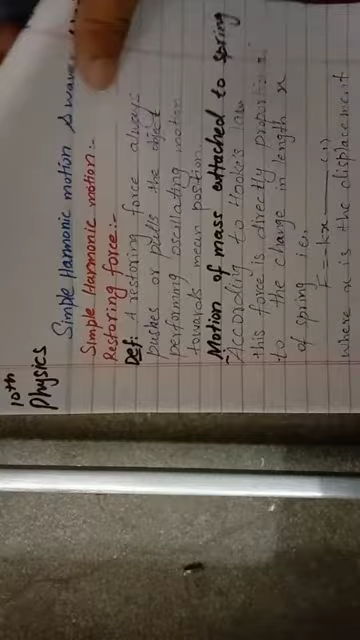 10th
Physics
Simple Harmonic motion & wave
Simple Harmonic motion:-
Restoring force:-
Def: A restoring force always
pushes or pulls the object
performing oscillating motion
towards mean position.
Motion of mass attached to spring
According to Hooke's law
this force is directly proportional
to the change in length x
of spring i.e.
F = -kx —— (i)
where x is the displacement